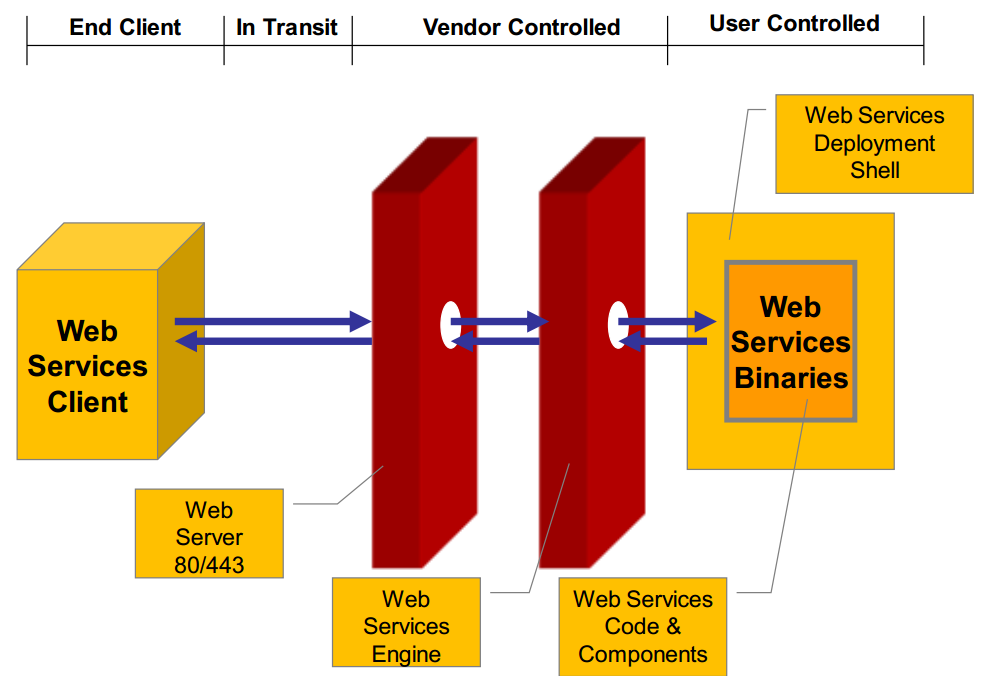 End Client
In Transit
Vendor Controlled
User Controlled
Web Services
Deployment
Shell
Web
Services
Client
Web
Services
Binaries
Web
Server
80/443
Web
Services
Engine
Web Services
Code &
Components